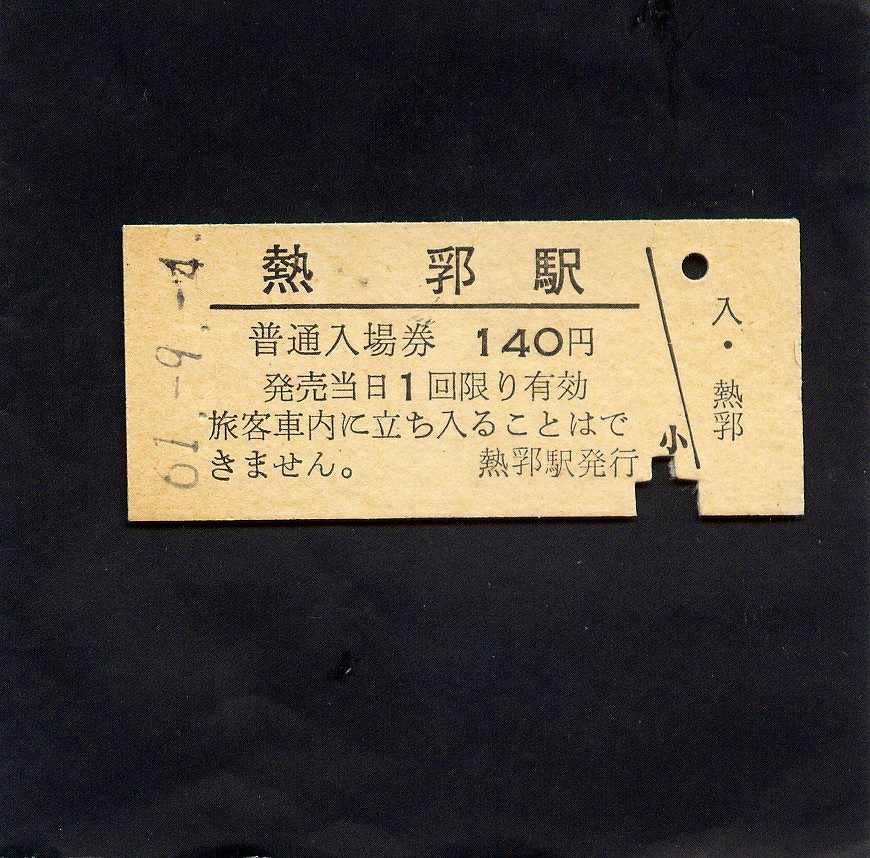 熱郛駅
普通入場券 140円
発売当日1回限り有効
旅客車内に立ち入ることはで
きません。 熱郛駅発行
小
入・熱郛
61.-9.-4.